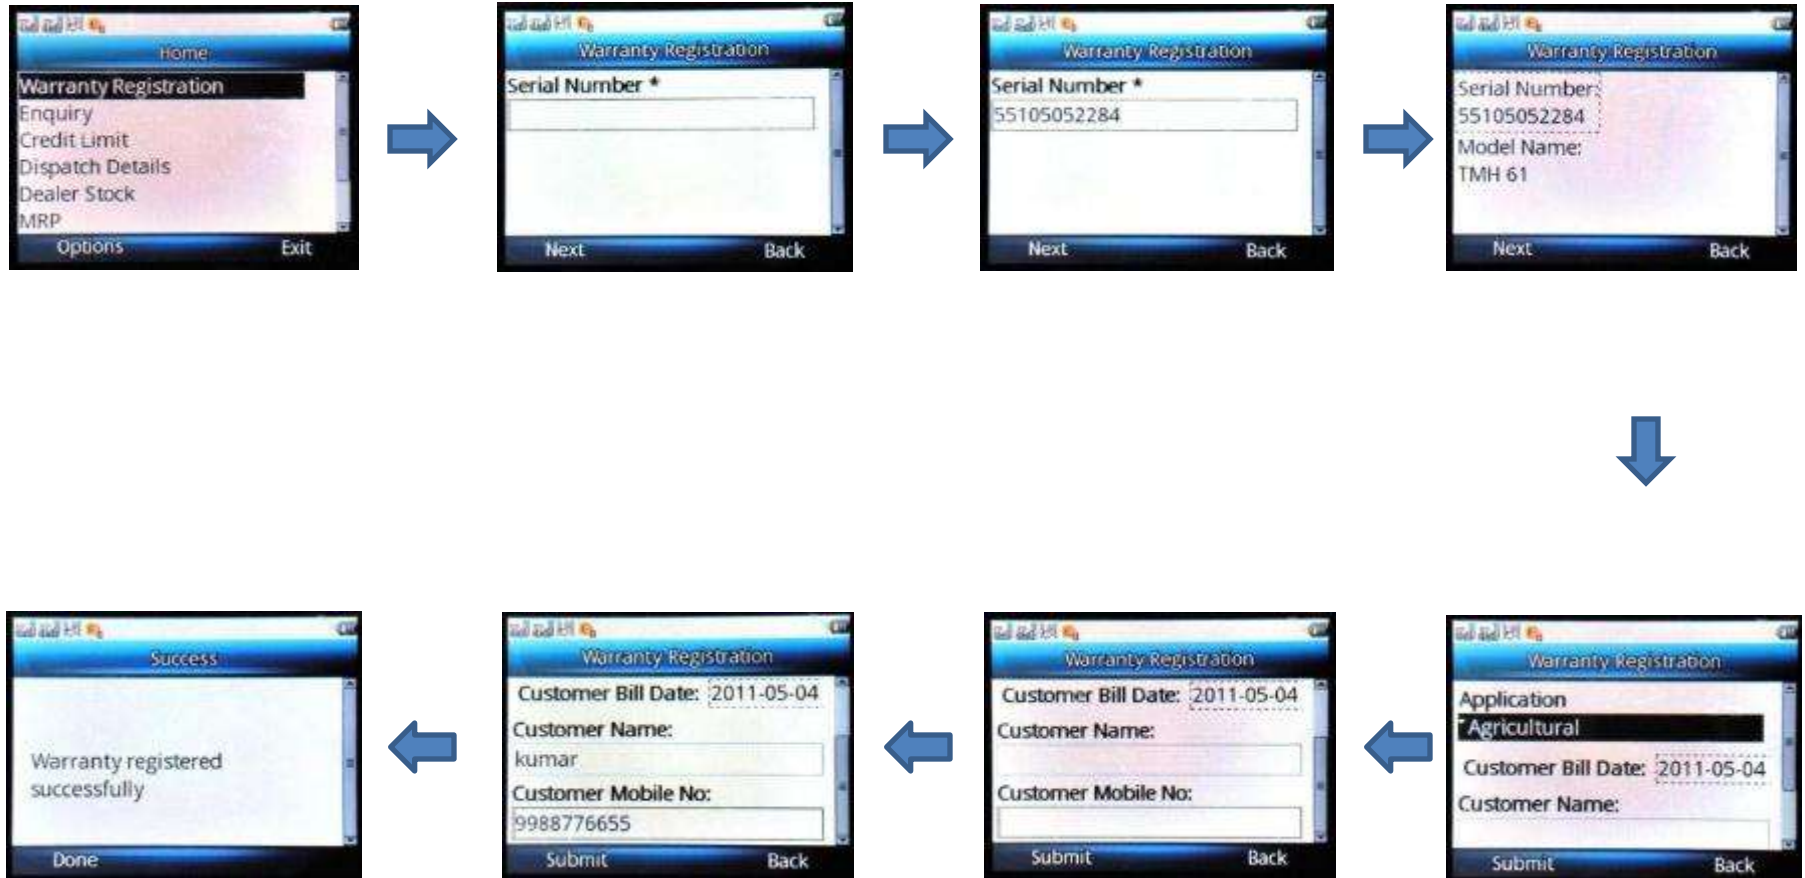 Home
Warranty Registration
Enquiry
Credit Limit
Dispatch Details
Dealer Stock
MRP
Options Exit
Warranty Registration
Serial Number *
Next Back
Warranty Registration
Serial Number *
55105052284
Next Back
Warranty Registration
Serial Number:
55105052284
Model Name:
TMH 61
Next Back
Warranty Registration
Application
Agricultural
Customer Bill Date: 2011-05-04
Customer Name:
Submit Back
Warranty Registration
Customer Bill Date: 2011-05-04
Customer Name:
Customer Mobile No:
Submit Back
Warranty Registration
Customer Bill Date: 2011-05-04
Customer Name:
kumar
Customer Mobile No:
9988776655
Submit Back
Success
Warranty registered
successfully
Done